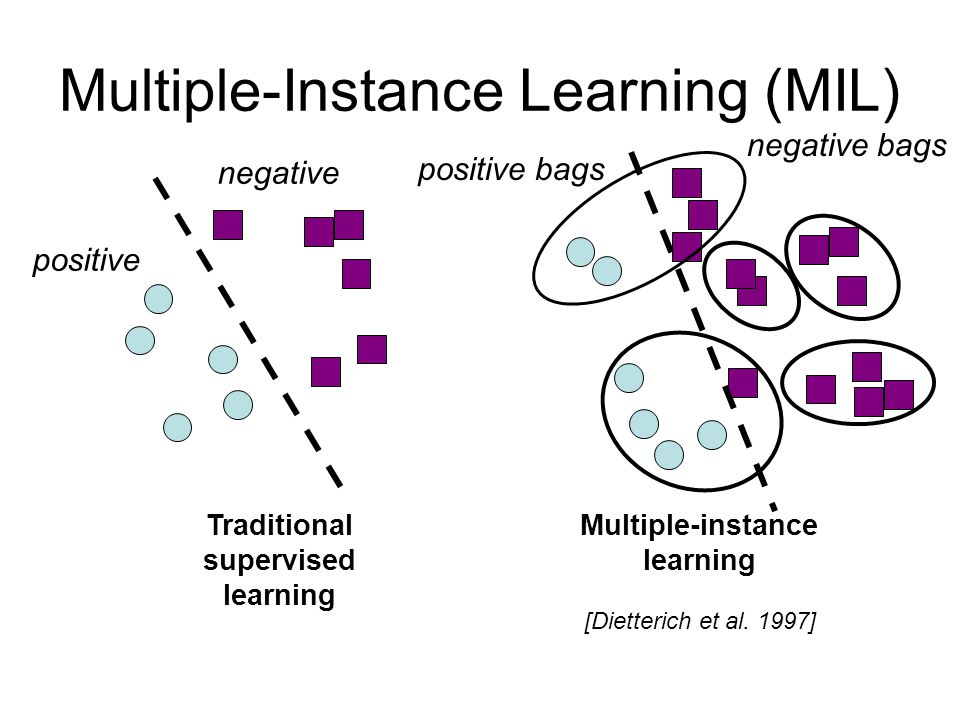 Multiple-Instance Learning (MIL)
negative
positive
positive bags
negative bags
Traditional
supervised
learning
Multiple-instance
learning
[Dietterich et al. 1997]